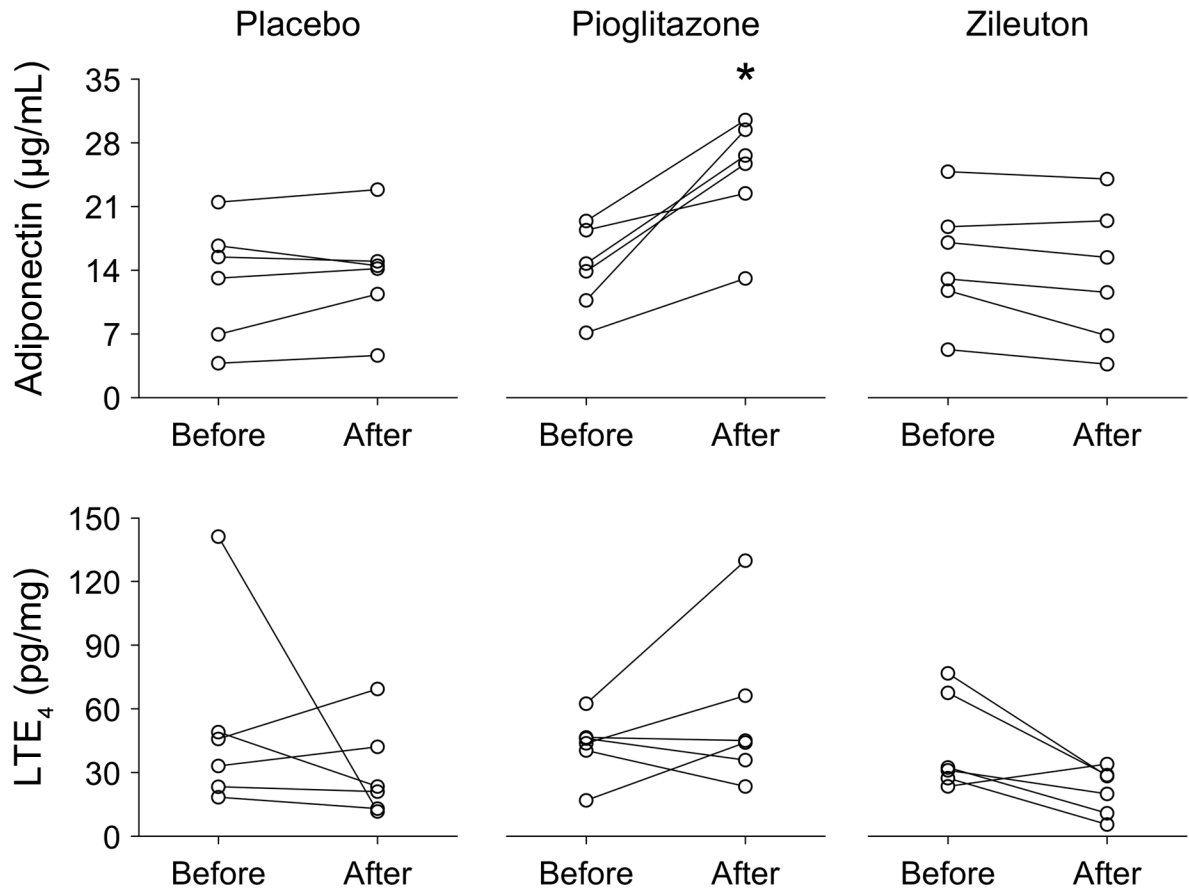 Placebo Pioglitazone Zileuton
Adiponectin (µg/mL)
35
28
21
14
7
0
*
Before After Before After Before After
LTE₄ (pg/mg)
150
120
90
60
30
0
Before After Before After Before After